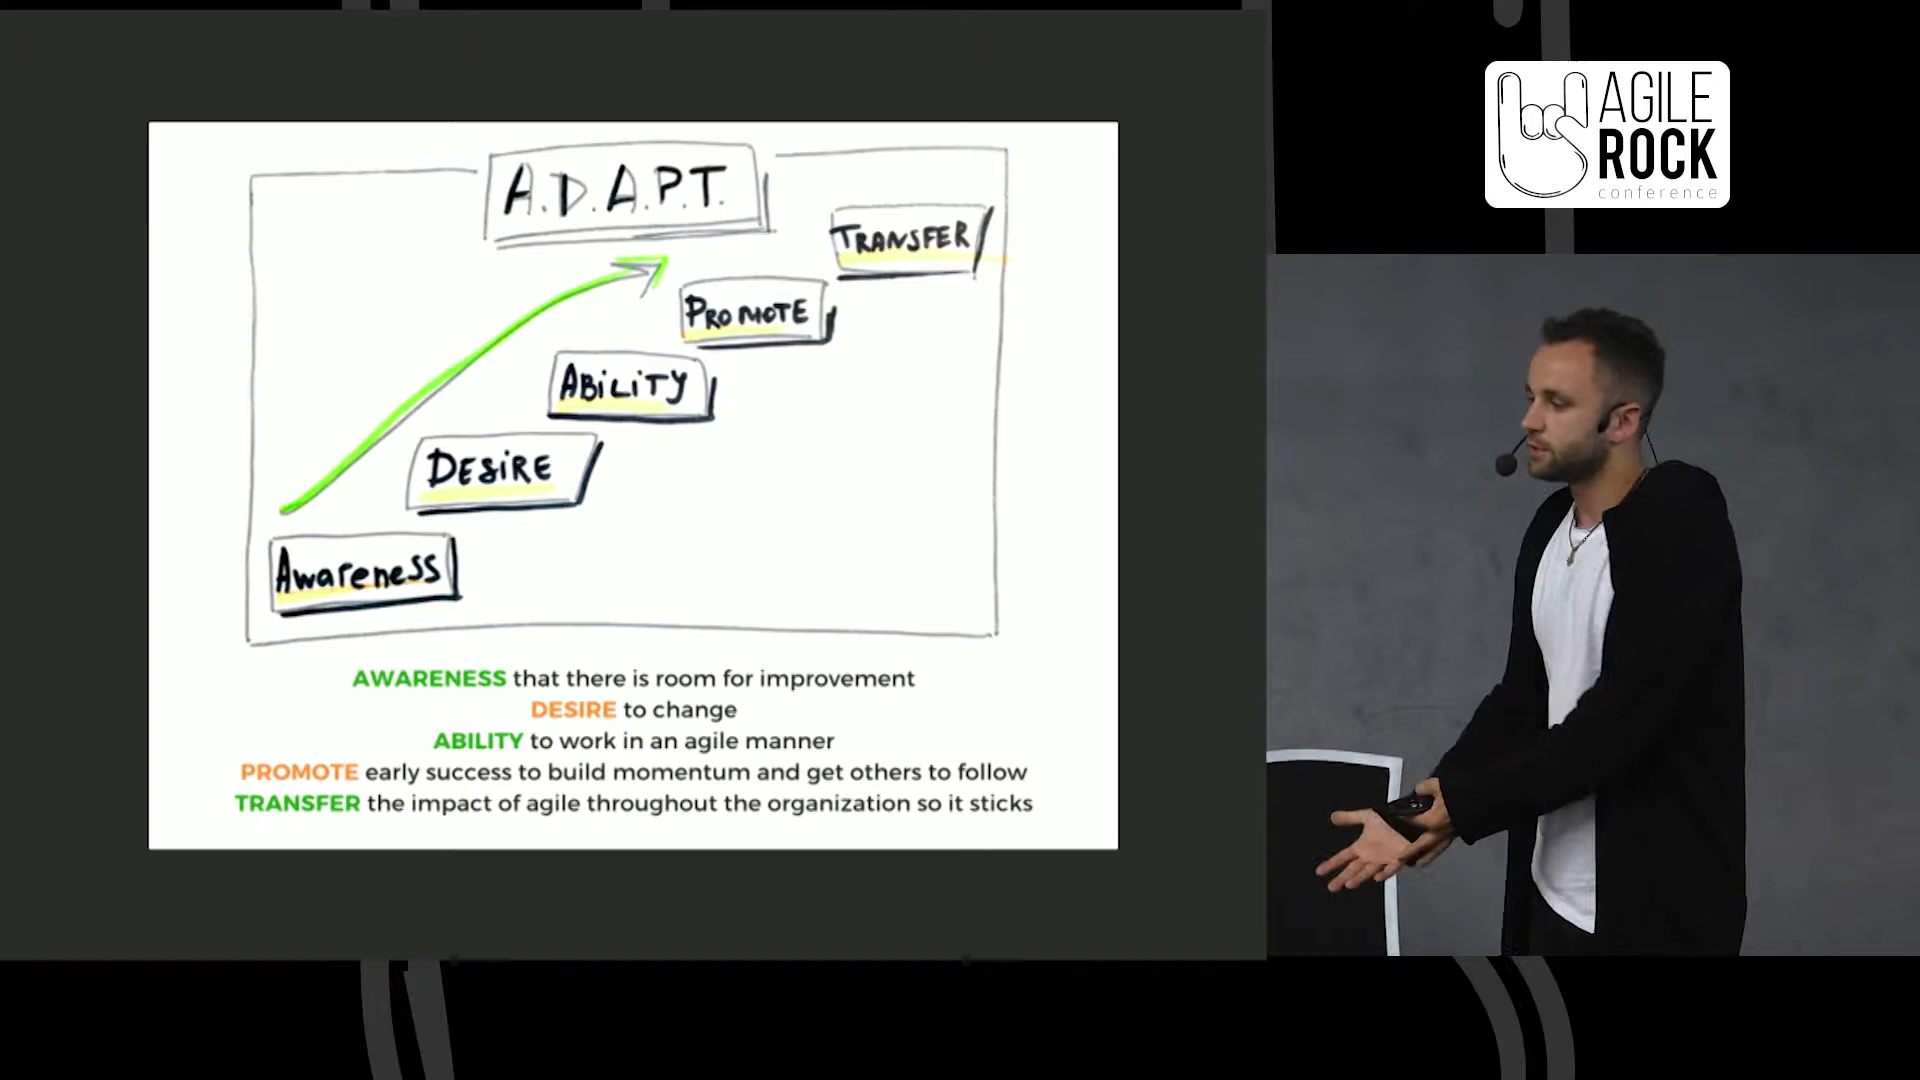 A.D.A.P.T.
TRANSFER
PROMOTE
ABILITY
DESIRE
Awareness
AWARENESS that there is room for improvement
DESIRE to change
ABILITY to work in an agile manner
PROMOTE early success to build momentum and get others to follow
TRANSFER the impact of agile throughout the organization so it sticks
AGILE
ROCK
conference